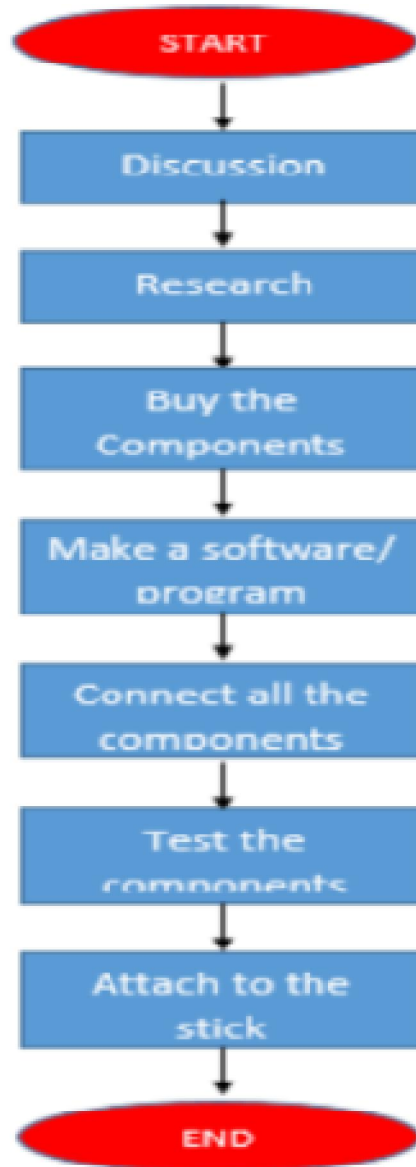 START
Discussion
Research
Buy the
Components
Make a software/
program
Connect all the
components
Test the
components
Attach to the
stick
END